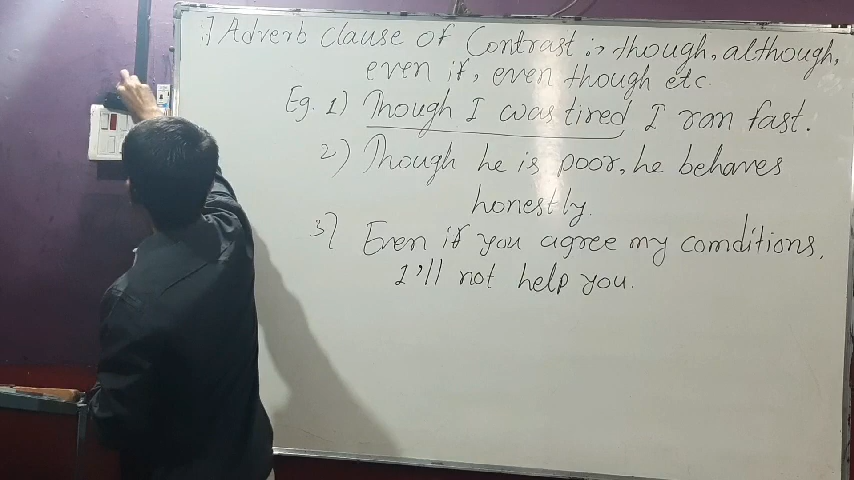 1) Adverb clause of Contrast :- though, although,
even if, even though etc.
Eg. 1) Though I was tired I ran fast.
2) Though he is poor, he behaves
honestly.
3) Even if you agree my comditions,
I'll not help you.